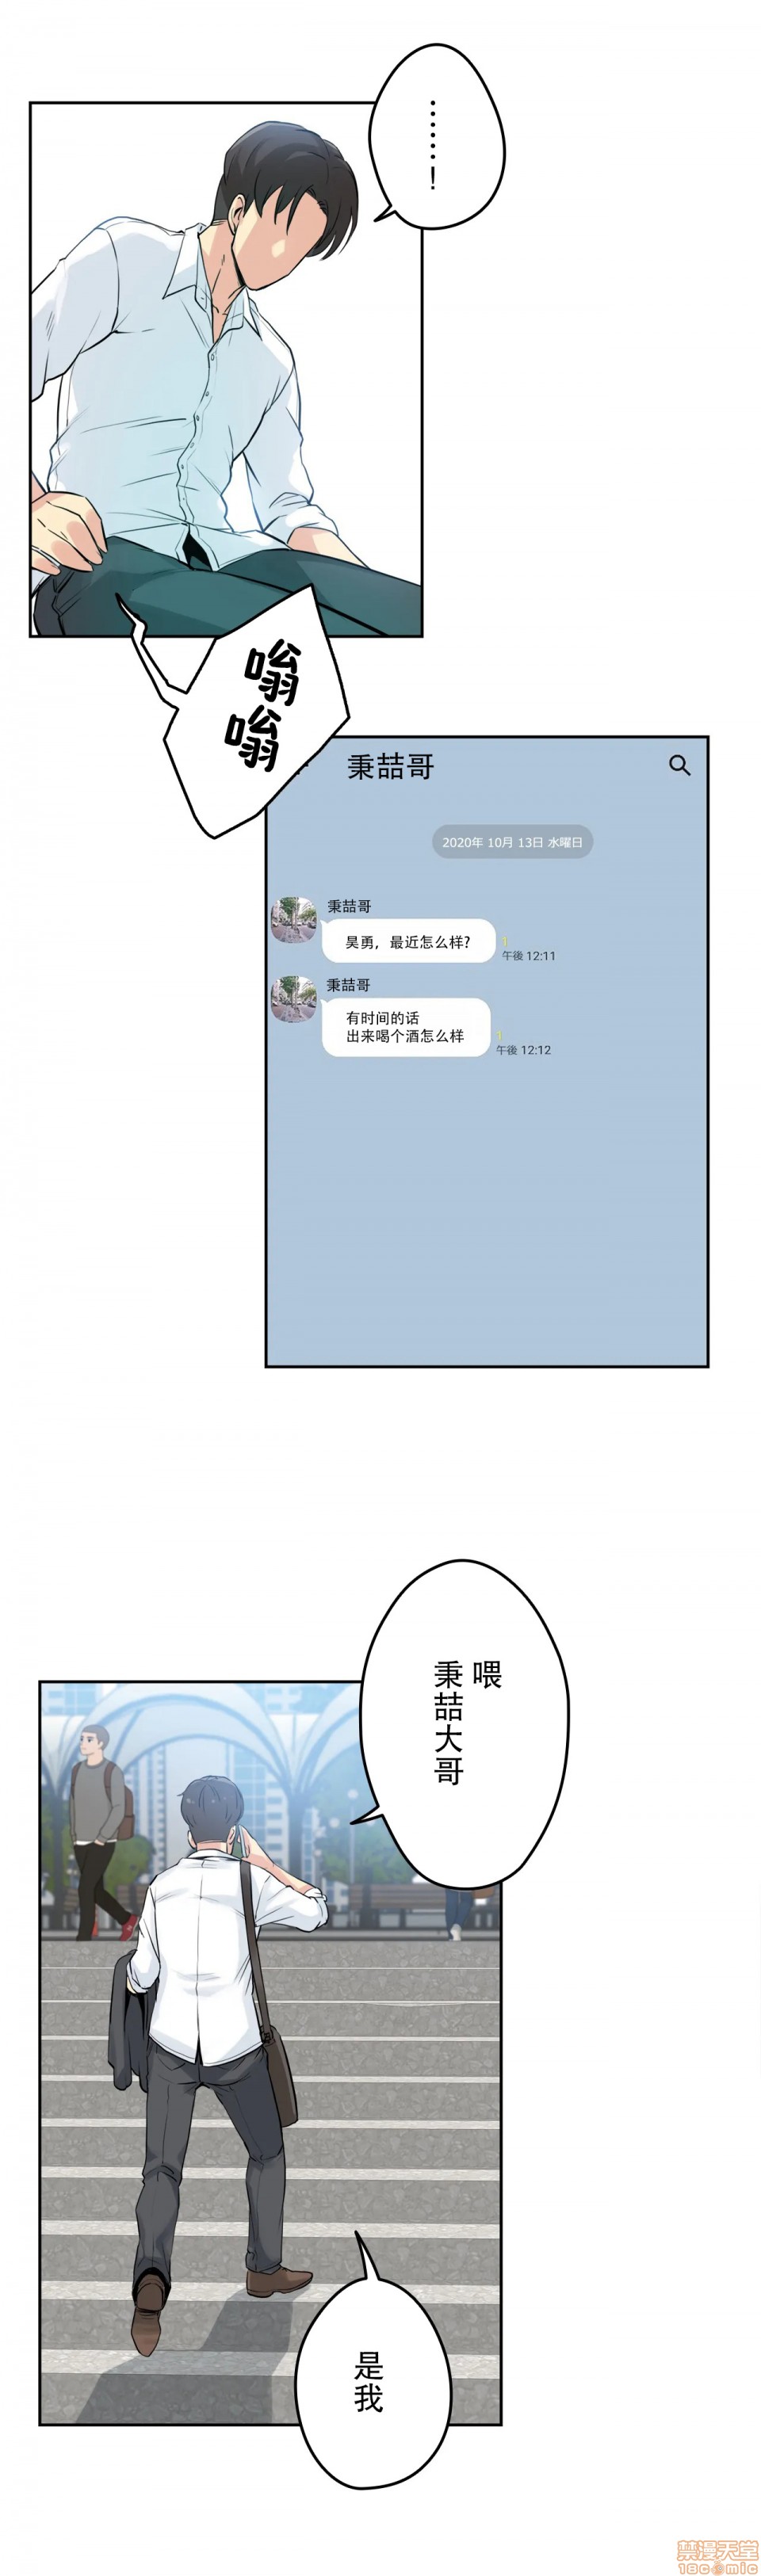 ……!
嗡
嗡
秉喆哥
2020年 10月 13日 水曜日
秉喆哥
昊勇，最近怎么样?
1
午後 12:11
秉喆哥
有时间的话
出来喝个酒怎么样
1
午後 12:12
喂
秉喆大哥
是我
禁漫天堂
18comic